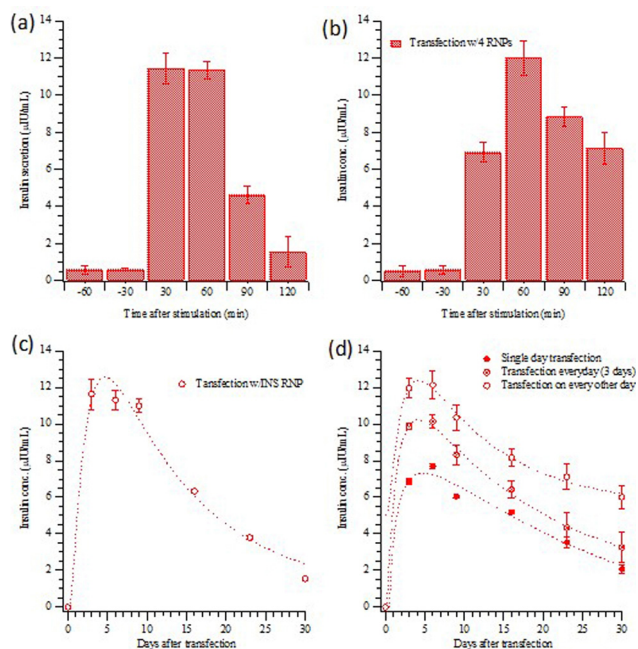 (a)
14
12
10
8
6
4
2
0
Insulin secretion (µIU/mL)
-60 -30 30 60 90 120
Time after stimulation (min)
(b)
Transfection w/4 RNPs
14
12
10
8
6
4
2
0
Insulin conc. (µIU/mL)
-60 -30 30 60 90 120
Time after stimulation (min)
(c)
Tansfection w/INS RNP
14
12
10
8
6
4
2
0
Insulin conc. (µIU/mL)
0 5 10 15 20 25 30
Days after transfection
(d)
Single day transfection
Transfection everyday (3 days)
Tansfection on every other day
14
12
10
8
6
4
2
0
Insulin conc. (µIU/mL)
0 5 10 15 20 25 30
Days after transfection